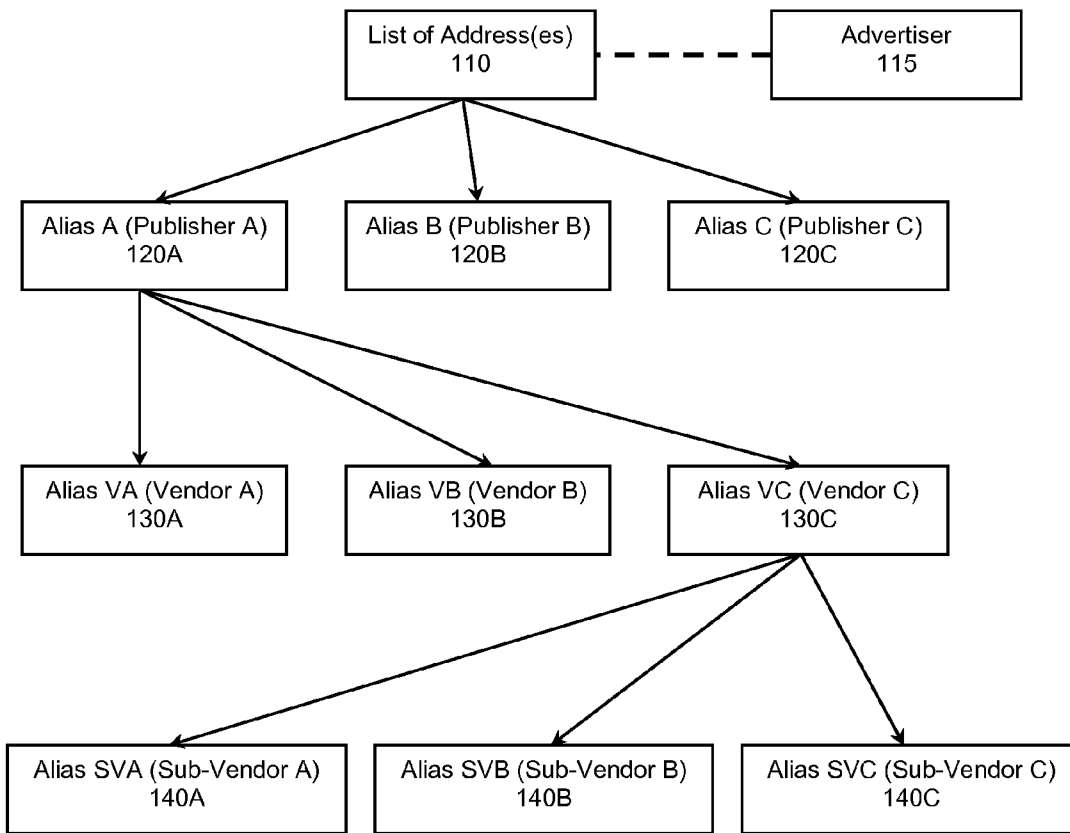 List of Address(es)
110
Advertiser
115
Alias A (Publisher A)
120A
Alias B (Publisher B)
120B
Alias C (Publisher C)
120C
Alias VA (Vendor A)
130A
Alias VB (Vendor B)
130B
Alias VC (Vendor C)
130C
Alias SVA (Sub-Vendor A)
140A
Alias SVB (Sub-Vendor B)
140B
Alias SVC (Sub-Vendor C)
140C